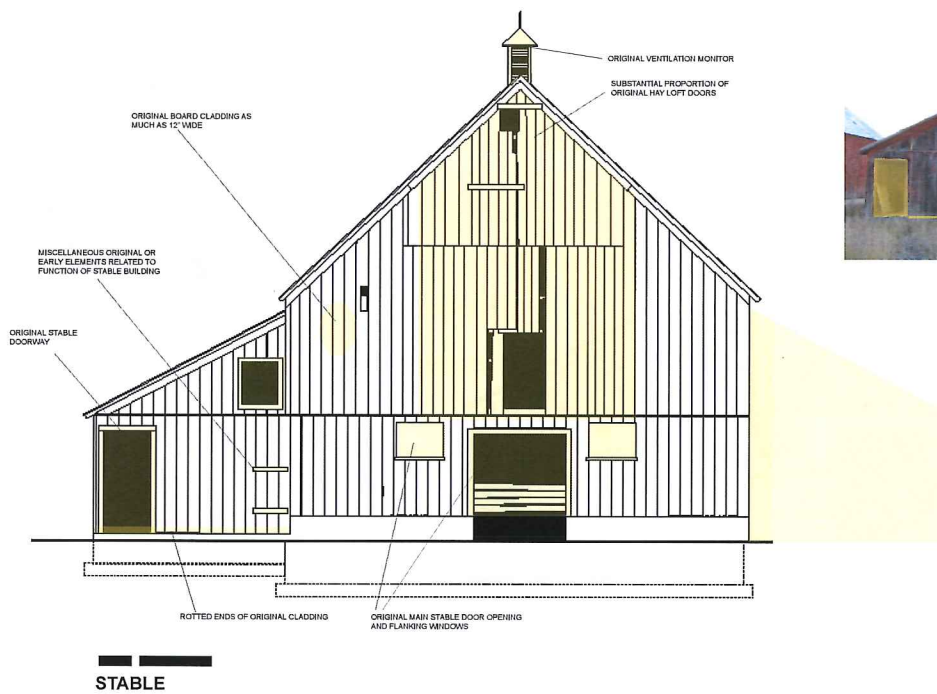 ORIGINAL VENTILATION MONITOR
SUBSTANTIAL PROPORTION OF
ORIGINAL HAY LOFT DOORS
ORIGINAL BOARD CLADDING AS
MUCH AS 12" WIDE
MISCELLANEOUS ORIGINAL OR
EARLY ELEMENTS RELATED TO
FUNCTION OF STABLE BUILDING
ORIGINAL STABLE
DOORWAY
ROTTED ENDS OF ORIGINAL CLADDING
ORIGINAL MAIN STABLE DOOR OPENING
AND FLANKING WINDOWS
STABLE